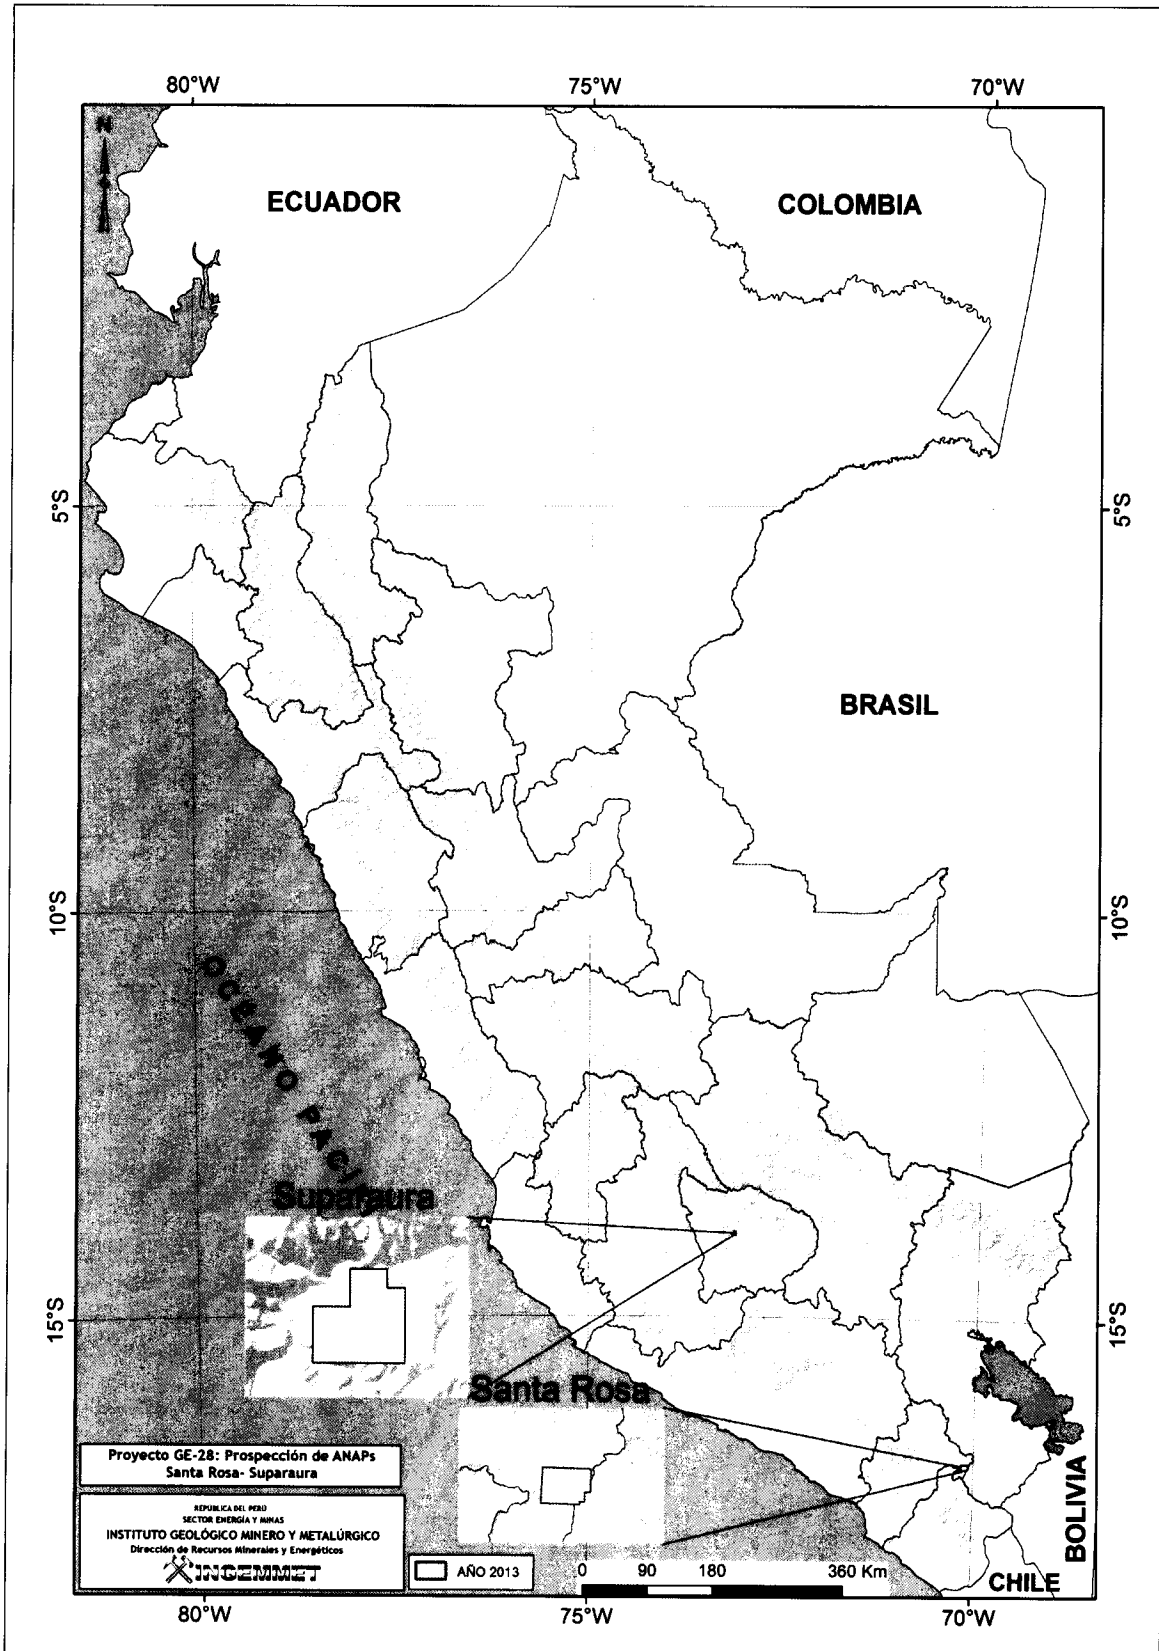 80°W 75°W 70°W
N
ECUADOR
COLOMBIA
5°S 5°S
BRASIL
10°S 10°S
OCEANO PACI
Suparaura
15°S 15°S
Santa Rosa
BOLIVIA
CHILE
Proyecto GE-28: Prospección de ANAPs
Santa Rosa- Suparaura
REPUBLICA DEL PERÚ
SECTOR ENERGÍA Y MINAS
INSTITUTO GEOLÓGICO MINERO Y METALÚRGICO
Dirección de Recursos Minerales y Energéticos
INGEMMET
AÑO 2013
0 90 180 360 Km
80°W 75°W 70°W